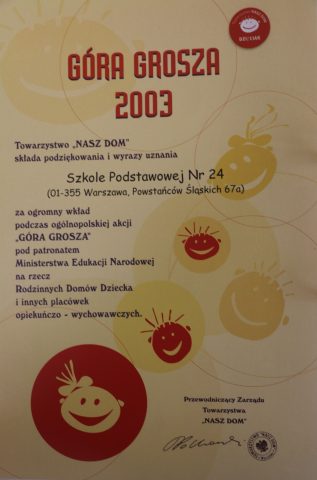 GÓRA GROSZA
2003
Towarzystwo „NASZ DOM"
składa podziękowania i wyrazy uznania
Szkole Podstawowej Nr 24
(01-355 Warszawa, Powstańców Śląskich 67a)
za ogromny wkład
podczas ogólnopolskiej akcji
„GÓRA GROSZA"
pod patronatem
Ministerstwa Edukacji Narodowej
na rzecz
Rodzinnych Domów Dziecka
i innych placówek
opiekuńczo - wychowawczych.
Przewodniczący Zarządu
Towarzystwa
„NASZ DOM"